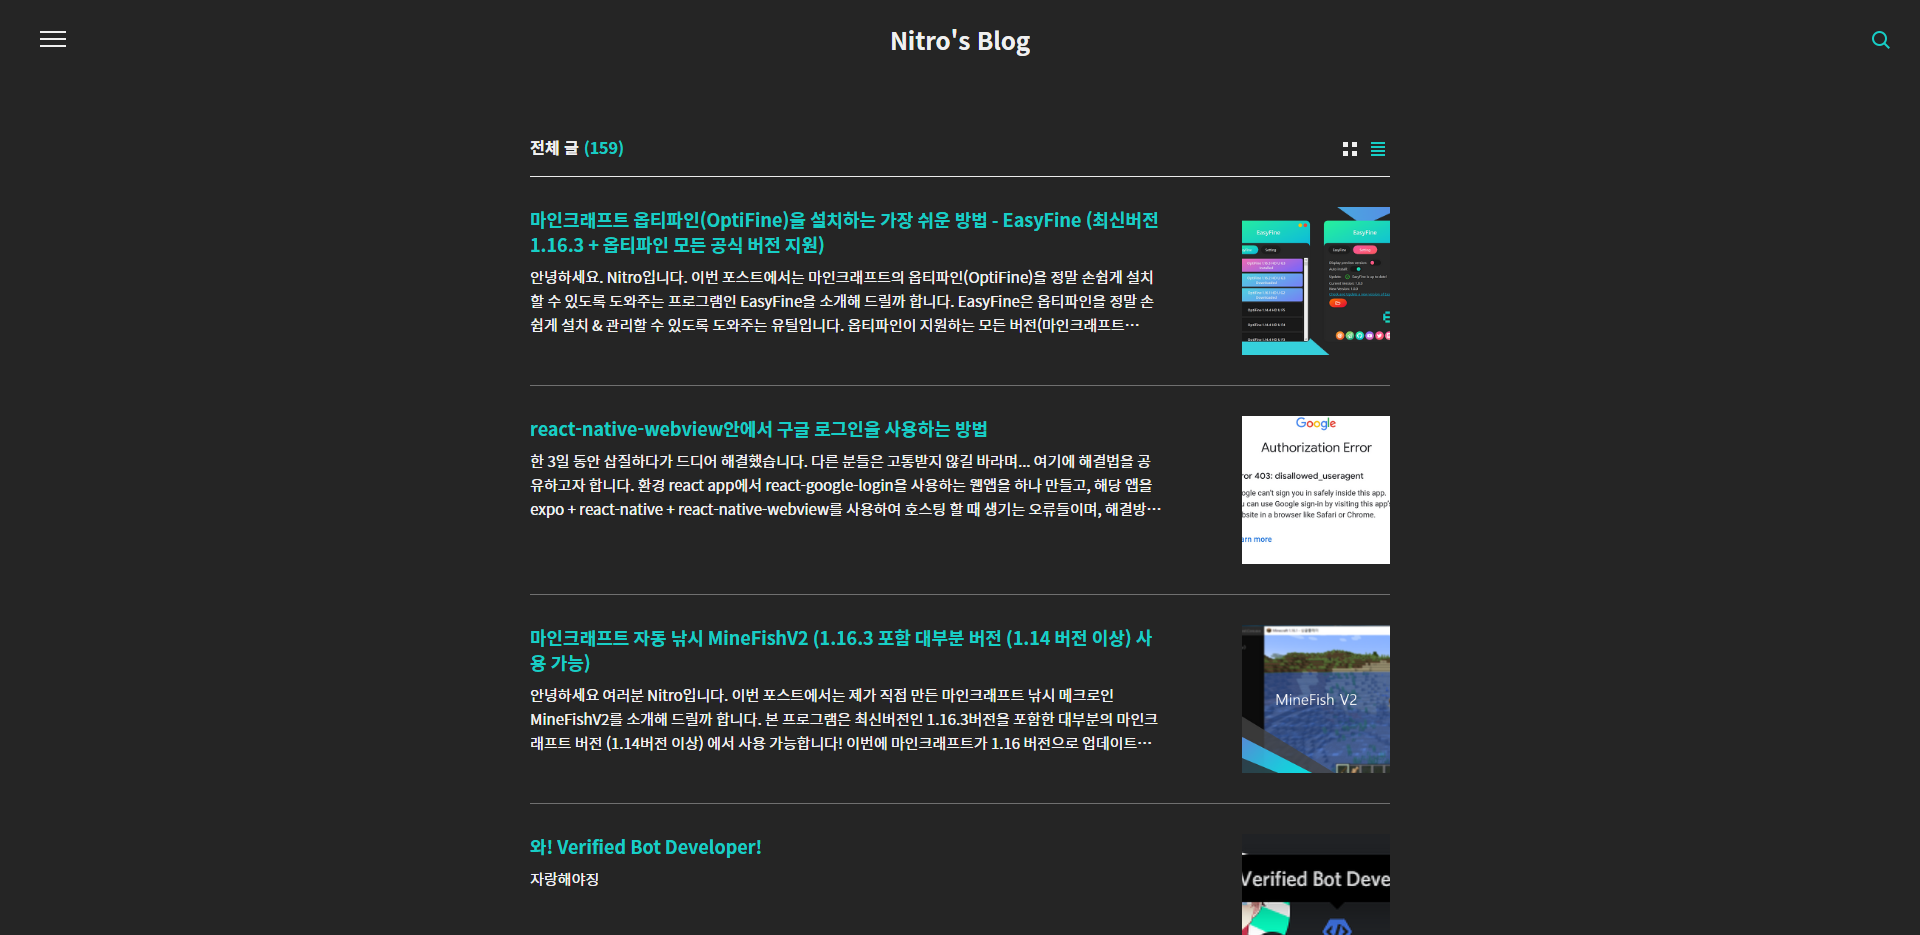 Nitro's Blog
전체 글 (159)
마인크래프트 옵티파인(OptiFine)을 설치하는 가장 쉬운 방법 - EasyFine (최신버전
1.16.3 + 옵티파인 모든 공식 버전 지원)
안녕하세요. Nitro입니다. 이번 포스트에서는 마인크래프트의 옵티파인(OptiFine)을 정말 손쉽게 설치
할 수 있도록 도와주는 프로그램인 EasyFine을 소개해 드릴까 합니다. EasyFine은 옵티파인을 정말 손
쉽게 설치 & 관리할 수 있도록 도와주는 유틸입니다. 옵티파인이 지원하는 모든 버전(마인크래프트…
EasyFine
EasyFine
Setting
EasyFine
Setting
react-native-webview안에서 구글 로그인을 사용하는 방법
한 3일 동안 삽질하다가 드디어 해결했습니다. 다른 분들은 고통받지 않길 바라며... 여기에 해결법을 공
유하고자 합니다. 환경 react app에서 react-google-login을 사용하는 웹앱을 하나 만들고, 해당 앱을
expo + react-native + react-native-webview를 사용하여 호스팅 할 때 생기는 오류들이며, 해결방…
Google
Authorization Error
ror 403: disallowed_useragent
ogle can't sign you in safely inside this app.
u can use Google sign-in by visiting this app's
bsite in a browser like Safari or Chrome.
arn more
마인크래프트 자동 낚시 MineFishV2 (1.16.3 포함 대부분 버전 (1.14 버전 이상) 사
용 가능)
안녕하세요 여러분 Nitro입니다. 이번 포스트에서는 제가 직접 만든 마인크래프트 낚시 메크로인
MineFishV2를 소개해 드릴까 합니다. 본 프로그램은 최신버전인 1.16.3버전을 포함한 대부분의 마인크
래프트 버전 (1.14버전 이상) 에서 사용 가능합니다! 이번에 마인크래프트가 1.16 버전으로 업데이트…
MineFish V2
와! Verified Bot Developer!
자랑해야징
Verified Bot Deve